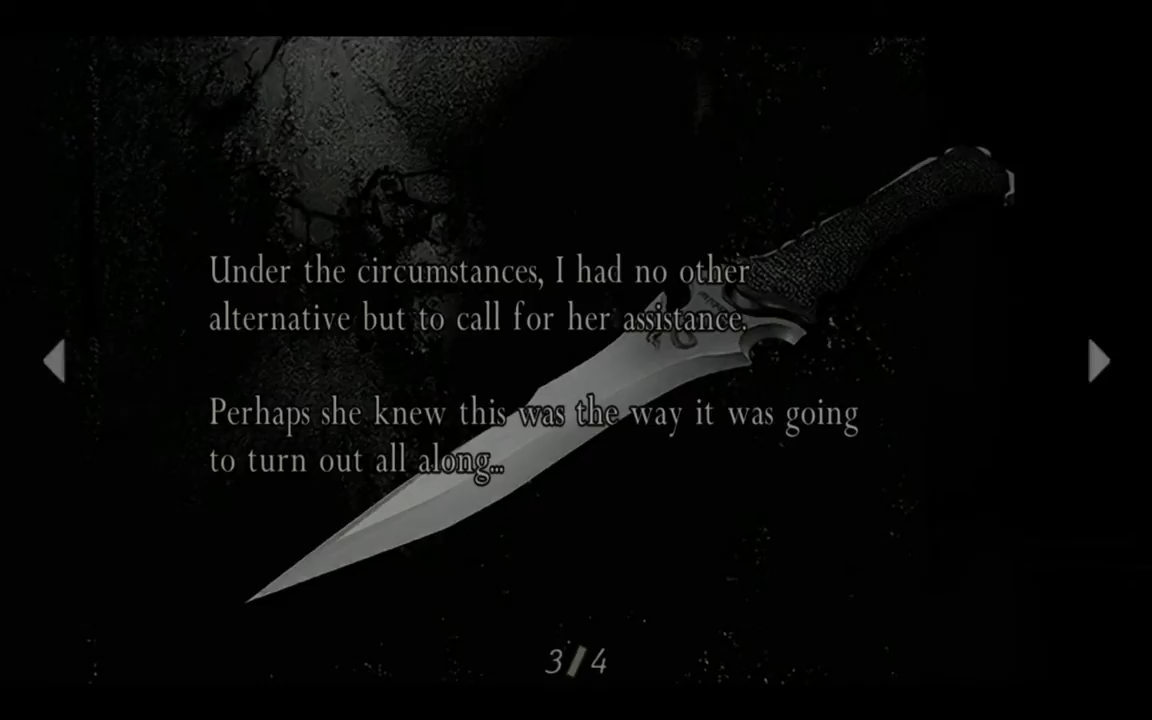 Under the circumstances, I had no other
alternative but to call for her assistance.
Perhaps she knew this was the way it was going
to turn out all along...
3/4